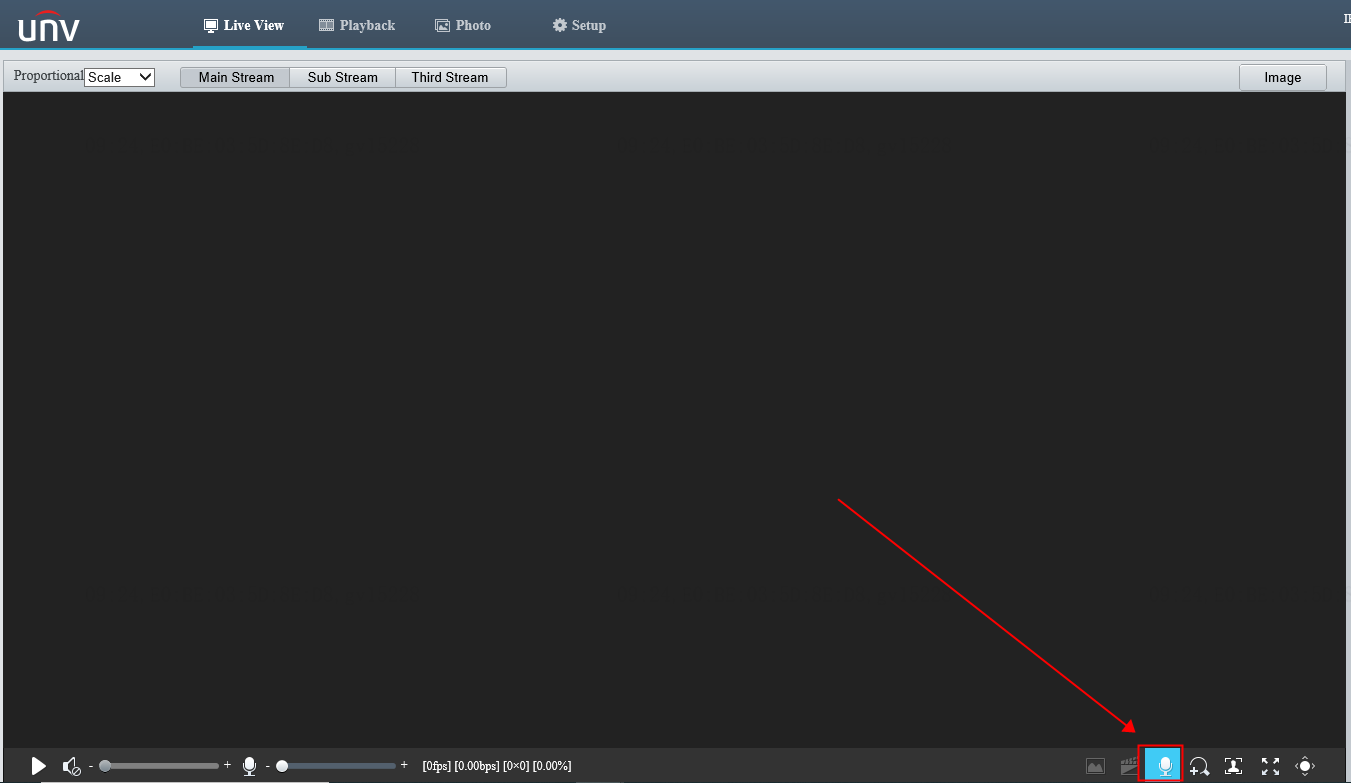 unv
Live View
Playback
Photo
Setup
Proportional
Scale
Main Stream
Sub Stream
Third Stream
Image
- + - + [0fps] [0.00bps] [0×0] [0.00%]